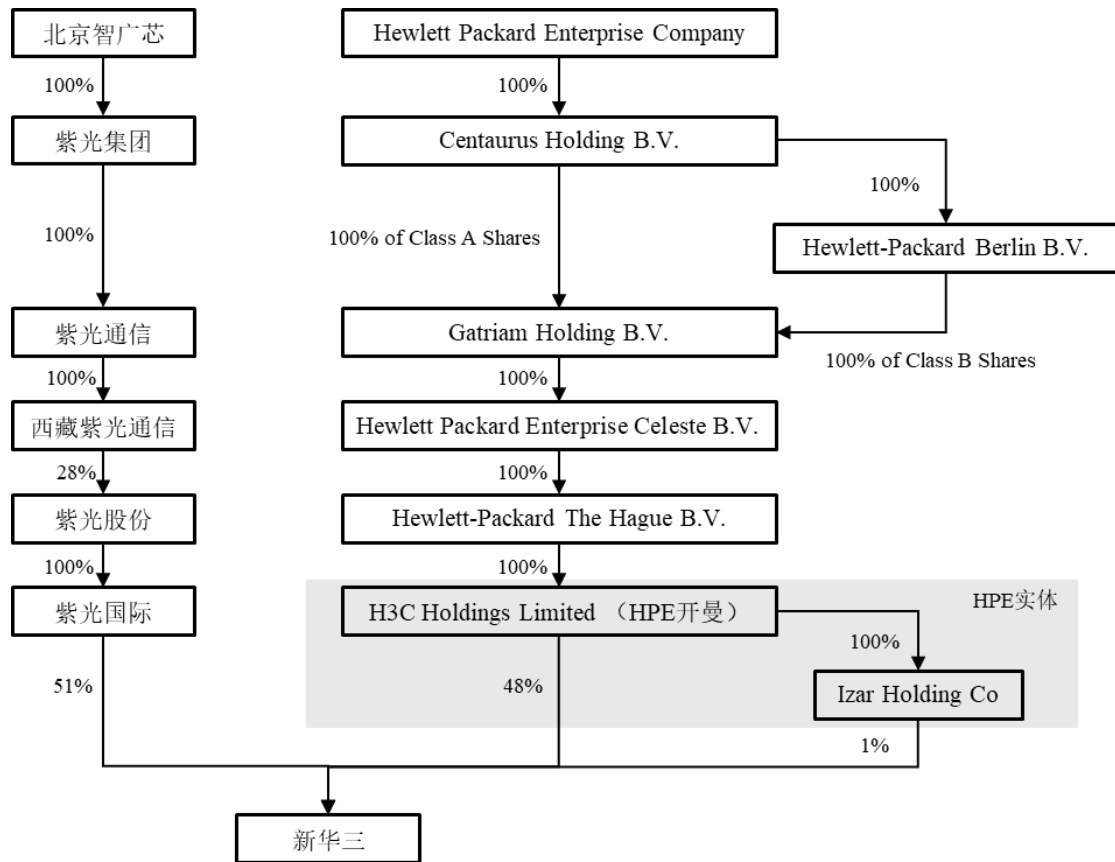 北京智广芯
Hewlett Packard Enterprise Company
100%
100%
紫光集团
Centaurus Holding B.V.
100%
100%
100% of Class A Shares
Hewlett-Packard Berlin B.V.
紫光通信
Gatriam Holding B.V.
100% of Class B Shares
100%
100%
西藏紫光通信
Hewlett Packard Enterprise Celeste B.V.
28%
100%
紫光股份
Hewlett-Packard The Hague B.V.
100%
100%
紫光国际
H3C Holdings Limited （HPE开曼）
HPE实体
100%
51%
48%
Izar Holding Co
1%
新华三